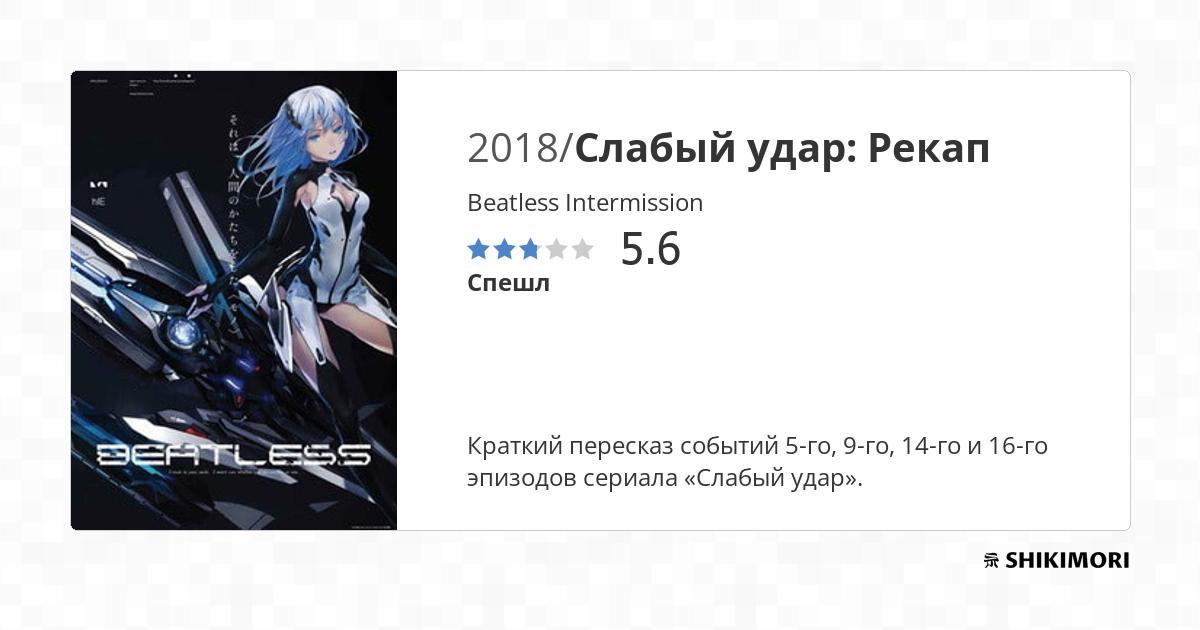 それは、人間のかたちをした〈モノ〉
BEATLESS
2018/Слабый удар: Рекап
Beatless Intermission
5.6
Спешл
Краткий пересказ событий 5-го, 9-го, 14-го и 16-го
эпизодов сериала «Слабый удар».
SHIKIMORI